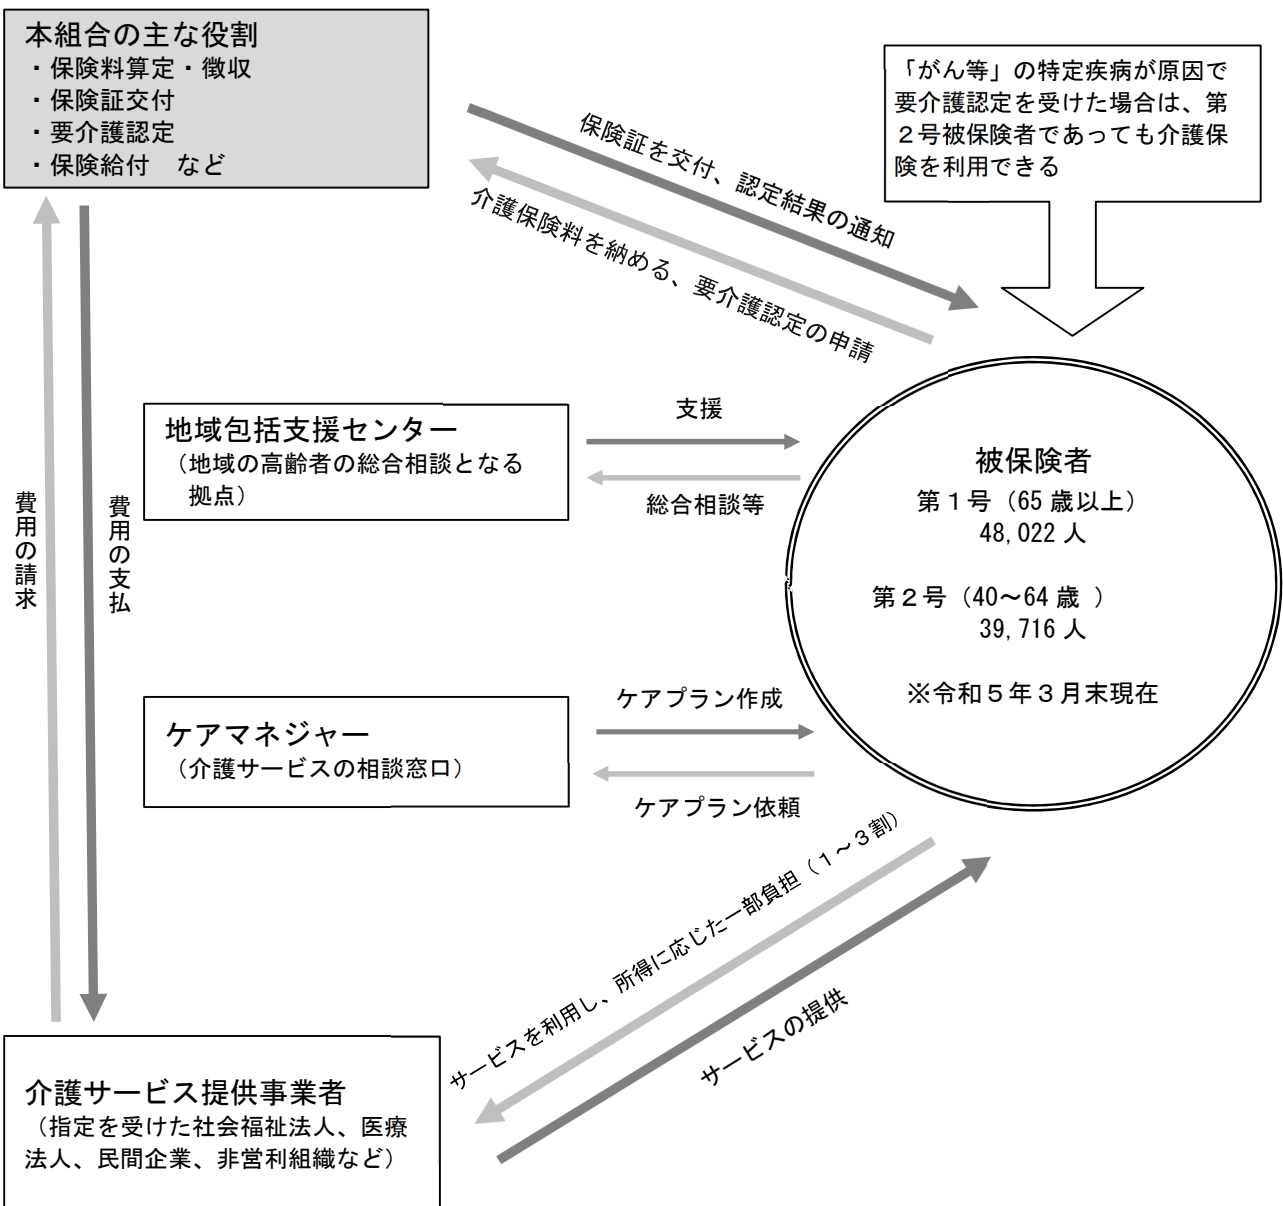 本組合の主な役割
・保険料算定・徴収
・保険証交付
・要介護認定
・保険給付　など
「がん等」の特定疾病が原因で
要介護認定を受けた場合は、第
２号被保険者であっても介護保
険を利用できる
保険証を交付、認定結果の通知
介護保険料を納める、要介護認定の申請
地域包括支援センター
（地域の高齢者の総合相談となる
拠点）
支援
総合相談等
被保険者
第１号（65 歳以上）
48,022 人
第２号（40～64 歳 ）
39,716 人
※令和５年３月末現在
費用の請求
費用の支払
ケアマネジャー
（介護サービスの相談窓口）
ケアプラン作成
ケアプラン依頼
サービスを利用し、所得に応じた一部負担（１～３割）
サービスの提供
介護サービス提供事業者
（指定を受けた社会福祉法人、医療
法人、民間企業、非営利組織など）